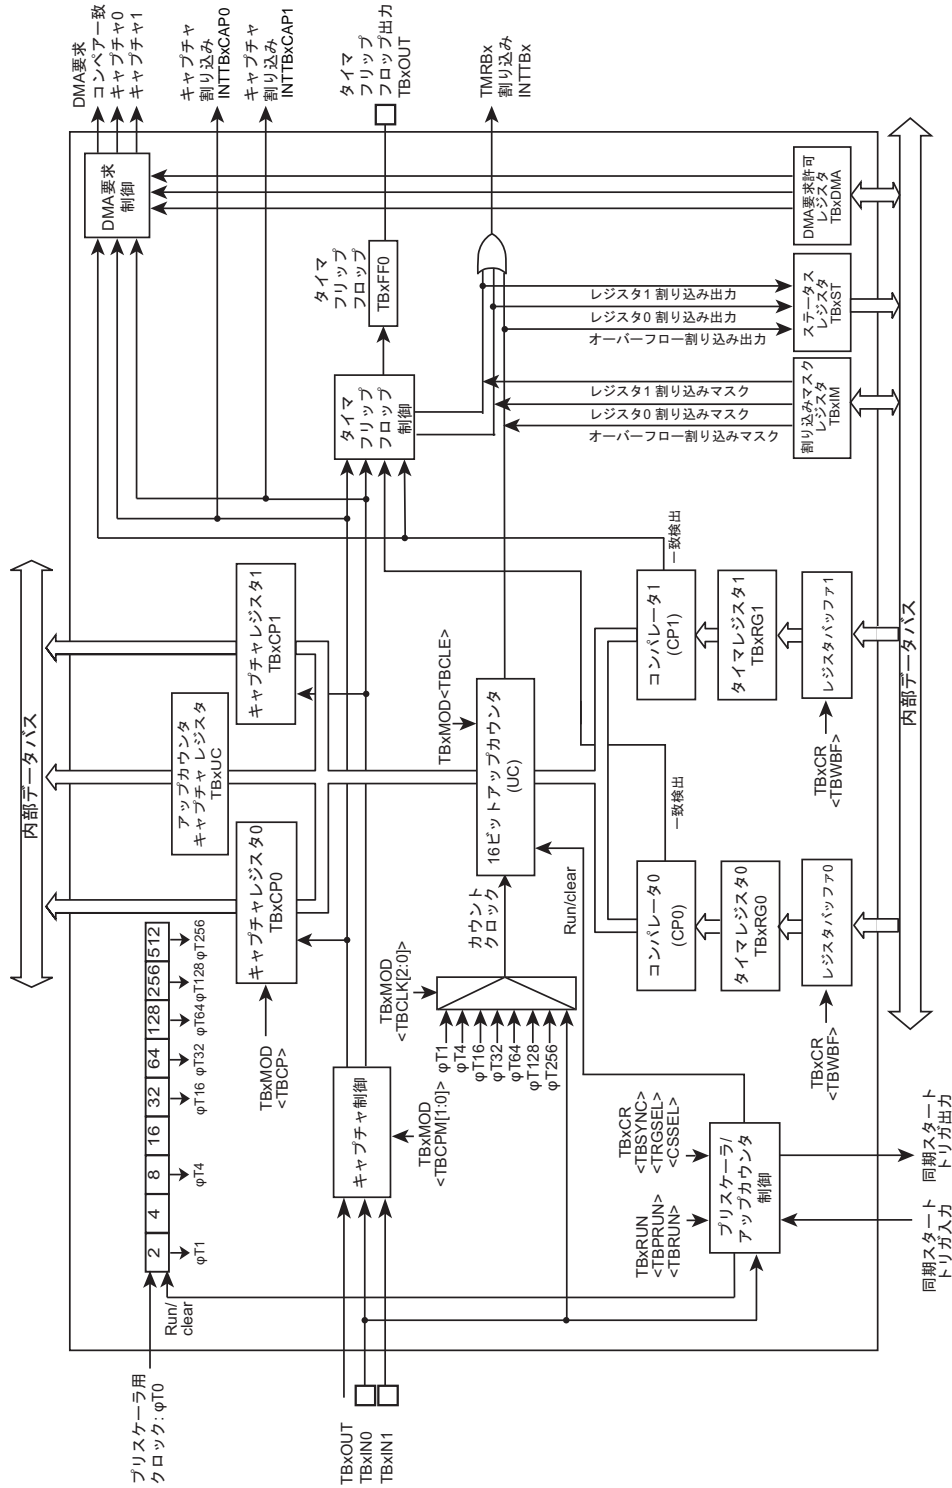 プリスケーラ用
クロック: φT0
Run/
clear
2
4
8
16
32
64
128
256
512
φT1
φT4
φT16
φT32
φT64
φT128
φT256
内部データバス
TBxMOD
<TBCP>
キャプチャレジスタ0
TBxCP0
アップカウンタ
キャプチャ レジスタ
TBxUC
キャプチャレジスタ1
TBxCP1
DMA要求
コンペア一致
キャプチャ0
キャプチャ1
DMA要求
制御
キャプチャ
割り込み
INTTBxCAP0
キャプチャ
割り込み
INTTBxCAP1
タイマ
フリップ
フロップ出力
TBxOUT
TBxOUT
TBxIN0
TBxIN1
キャプチャ制御
TBxMOD
<TBCPM[1:0]>
タイマ
フリップ
フロップ
制御
タイマ
フリップ
フロップ
TBxFF0
TBxMOD
<TBCLK[2:0]>
φT1
φT4
φT16
φT32
φT64
φT128
φT256
カウント
クロック
TBxMOD<TBCLE>
16ビットアップカウンタ
(UC)
Run/clear
TMRBx
割り込み
INTTBx
レジスタ1 割り込み出力
レジスタ0 割り込み出力
オーバーフロー割り込み出力
レジスタ1 割り込みマスク
レジスタ0 割り込みマスク
オーバーフロー割り込みマスク
TBxRUN
<TBPRUN>
<TBRUN>
TBxCR
<TBSYNC>
<TRGSEL>
<CSSEL>
プリスケーラ/
アップカウンタ
制御
同期スタート
トリガ入力
同期スタート
トリガ出力
一致検出
コンパレータ0
(CP0)
タイマレジスタ0
TBxRG0
レジスタバッファ0
TBxCR
<TBWBF>
一致検出
コンパレータ1
(CP1)
タイマレジスタ1
TBxRG1
レジスタバッファ1
TBxCR
<TBWBF>
割り込みマスク
レジスタ
TBxIM
ステータス
レジスタ
TBxST
DMA要求許可
レジスタ
TBxDMA
内部データバス